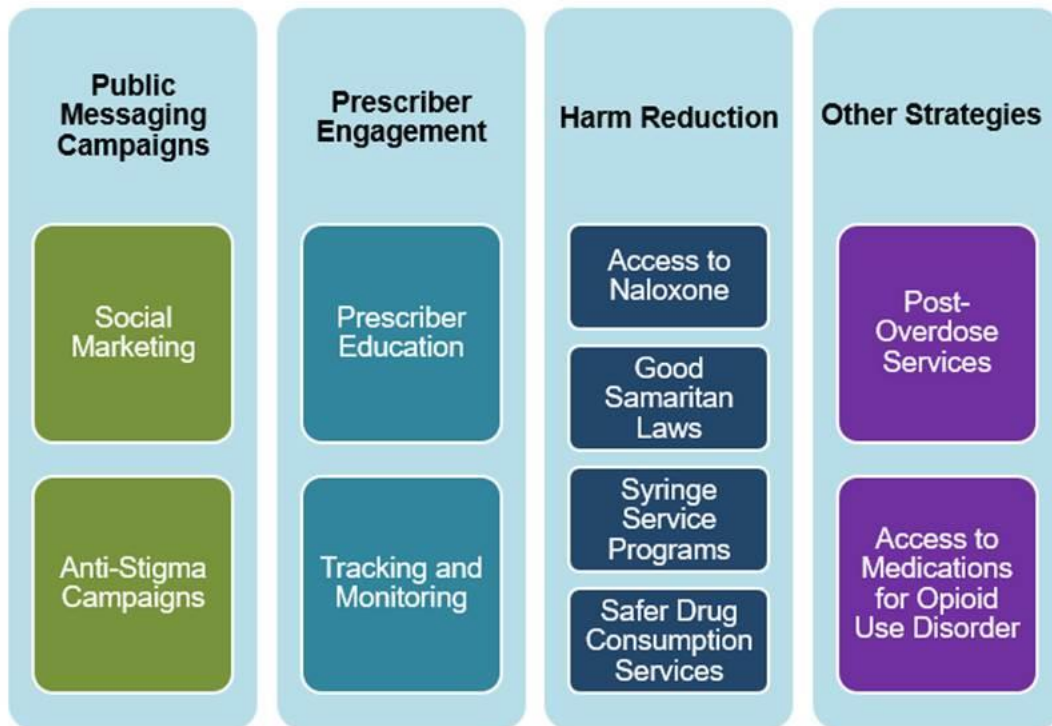 Public
Messaging
Campaigns
Social
Marketing
Anti-Stigma
Campaigns
Prescriber
Engagement
Prescriber
Education
Tracking and
Monitoring
Harm Reduction
Access to
Naloxone
Good
Samaritan
Laws
Syringe
Service
Programs
Safer Drug
Consumption
Services
Other Strategies
Post-
Overdose
Services
Access to
Medications
for Opioid
Use Disorder